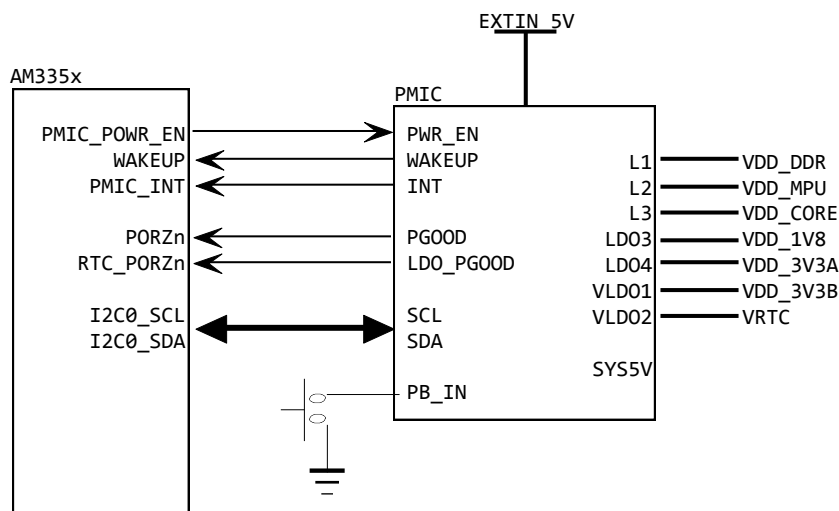 EXTIN_5V
AM335x
PMIC
PMIC_POWR_EN
PWR_EN
WAKEUP
WAKEUP
PMIC_INT
INT
PORZn
PGOOD
RTC_PORZn
LDO_PGOOD
I2C0_SCL
SCL
I2C0_SDA
SDA
PB_IN
L1
VDD_DDR
L2
VDD_MPU
L3
VDD_CORE
LDO3
VDD_1V8
LDO4
VDD_3V3A
VLDO1
VDD_3V3B
VLDO2
VRTC
SYS5V